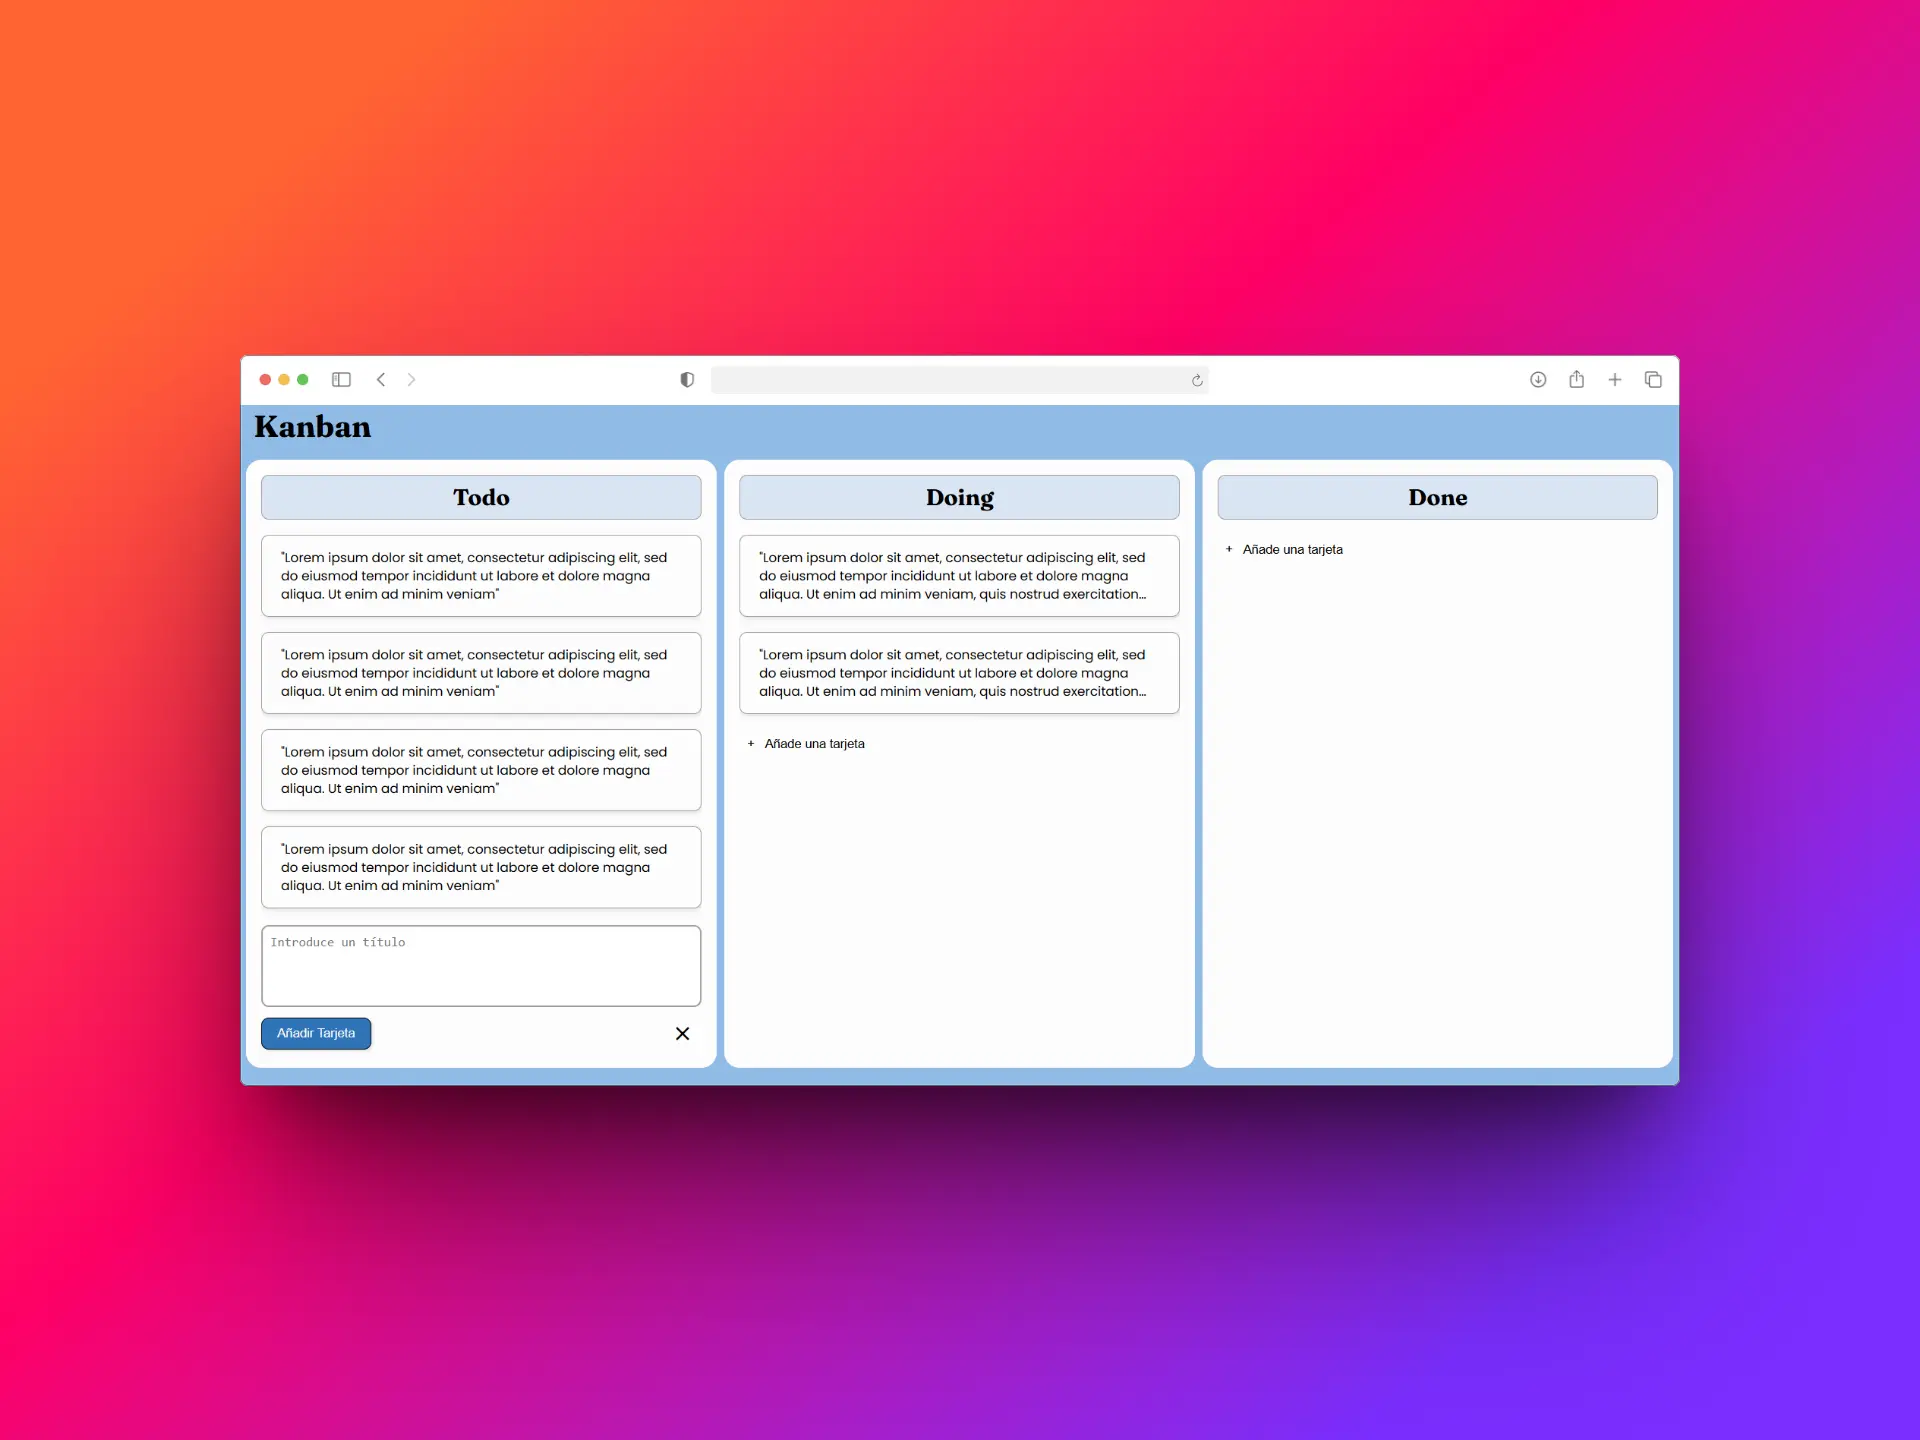 Kanban
Todo
"Lorem ipsum dolor sit amet, consectetur adipiscing elit, sed
do eiusmod tempor incididunt ut labore et dolore magna
aliqua. Ut enim ad minim veniam"
"Lorem ipsum dolor sit amet, consectetur adipiscing elit, sed
do eiusmod tempor incididunt ut labore et dolore magna
aliqua. Ut enim ad minim veniam"
"Lorem ipsum dolor sit amet, consectetur adipiscing elit, sed
do eiusmod tempor incididunt ut labore et dolore magna
aliqua. Ut enim ad minim veniam"
"Lorem ipsum dolor sit amet, consectetur adipiscing elit, sed
do eiusmod tempor incididunt ut labore et dolore magna
aliqua. Ut enim ad minim veniam"
Introduce un título
Añadir Tarjeta
Doing
"Lorem ipsum dolor sit amet, consectetur adipiscing elit, sed
do eiusmod tempor incididunt ut labore et dolore magna
aliqua. Ut enim ad minim veniam, quis nostrud exercitation...
"Lorem ipsum dolor sit amet, consectetur adipiscing elit, sed
do eiusmod tempor incididunt ut labore et dolore magna
aliqua. Ut enim ad minim veniam, quis nostrud exercitation...
+ Añade una tarjeta
Done
+ Añade una tarjeta